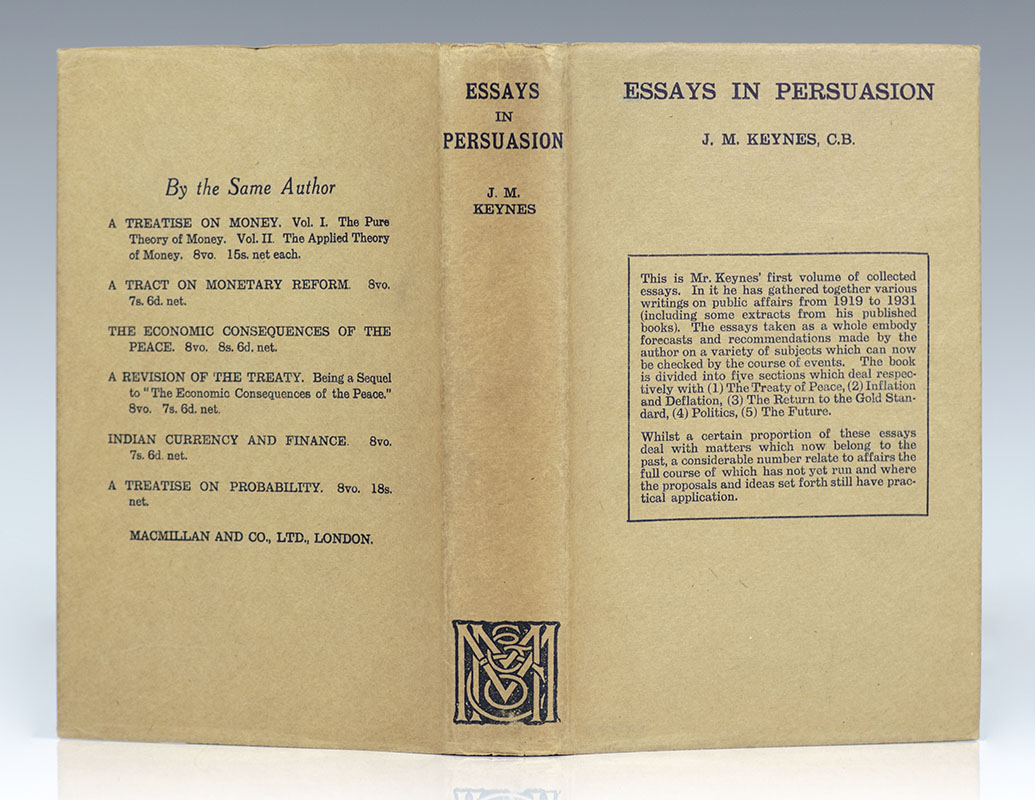 By the Same Author
A TREATISE ON MONEY. Vol. I. The Pure
Theory of Money. Vol. II. The Applied Theory
of Money. 8vo. 15s. net each.
A TRACT ON MONETARY REFORM. 8vo.
7s. 6d. net.
THE ECONOMIC CONSEQUENCES OF THE
PEACE. 8vo. 8s. 6d. net.
A REVISION OF THE TREATY. Being a Sequel
to "The Economic Consequences of the Peace."
8vo. 7s. 6d. net.
INDIAN CURRENCY AND FINANCE. 8vo.
7s. 6d. net.
A TREATISE ON PROBABILITY. 8vo. 18s.
net.
MACMILLAN AND CO., LTD., LONDON.
ESSAYS
IN
PERSUASION
J. M.
KEYNES
M & M
Co
ESSAYS IN PERSUASION
J. M. KEYNES, C.B.
This is Mr. Keynes' first volume of collected
essays. In it he has gathered together various
writings on public affairs from 1919 to 1931
(including some extracts from his published
books). The essays taken as a whole embody
forecasts and recommendations made by the
author on a variety of subjects which can now
be checked by the course of events. The book
is divided into five sections which deal respec-
tively with (1) The Treaty of Peace, (2) Inflation
and Deflation, (3) The Return to the Gold Stan-
dard, (4) Politics, (5) The Future.
Whilst a certain proportion of these essays
deal with matters which now belong to the
past, a considerable number relate to affairs the
full course of which has not yet run and where
the proposals and ideas set forth still have prac-
tical application.